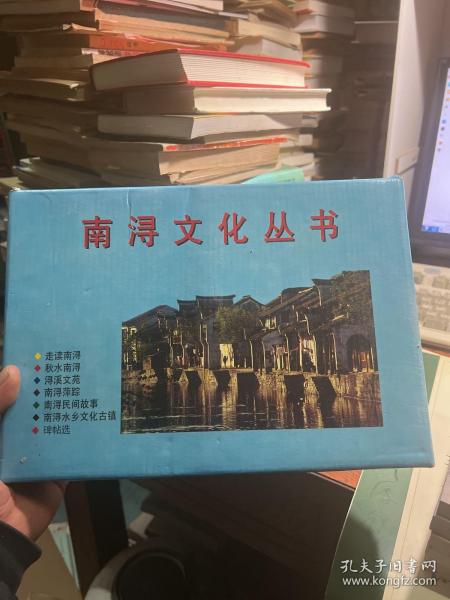 南浔文化丛书
走读南浔
秋水南浔
浔溪文苑
南浔萍踪
南浔民间故事
南浔水乡文化古镇
碑帖选
孔夫子旧书网
www.kongfz.com